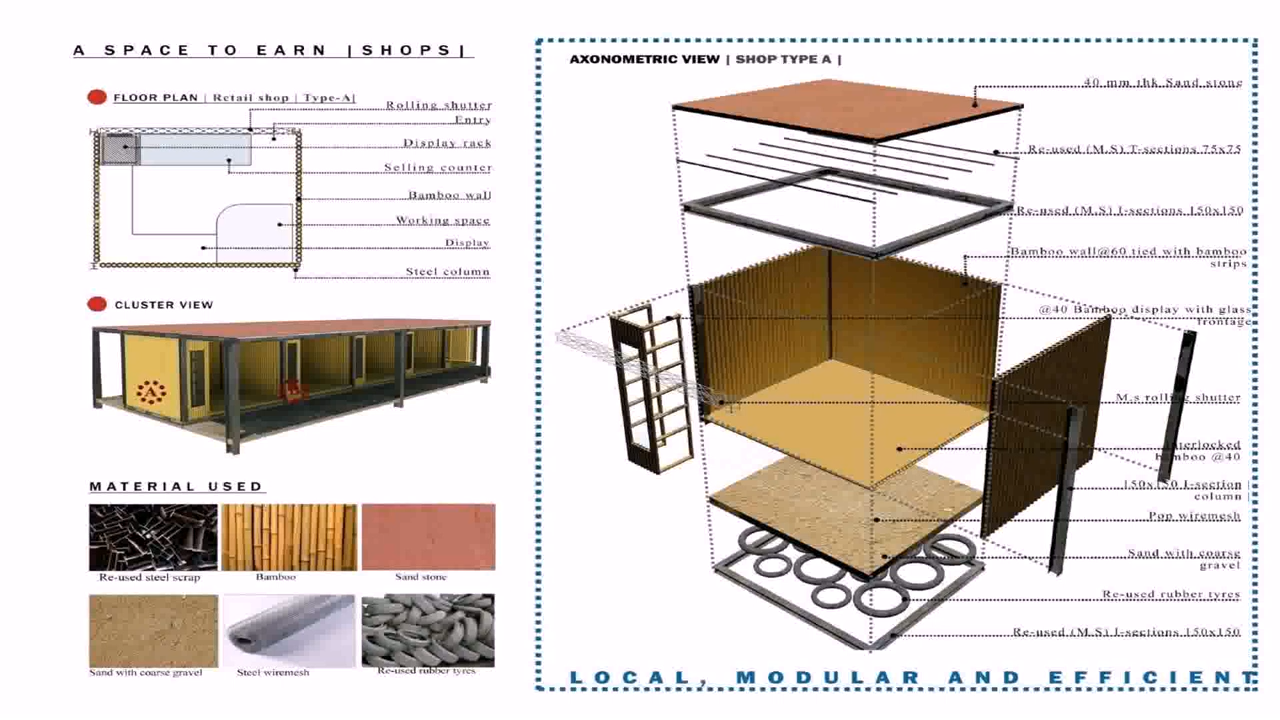 A SPACE TO EARN |SHOPS|
FLOOR PLAN | Retail shop | Type-A|
Rolling shutter
Entry
Display rack
Selling counter
Bamboo wall
Working space
Display
Steel column
CLUSTER VIEW
A
MATERIAL USED
Re-used steel scrap
Bamboo
Sand stone
Sand with coarse gravel
Steel wiremesh
Re-used rubber tyres
AXONOMETRIC VIEW | SHOP TYPE A |
40 mm thk Sand stone
Re-used (M.S) T-sections 75x75
Re-used (M.S) I-sections 150x150
Bamboo wall@60 tied with bamboo
strips
@40 Bamboo display with glass
frontage
M.s rolling shutter
Interlocked
bamboo @40
150x150 I-section |
column |
Pop wiremesh
Sand with coarse
gravel
Re-used rubber tyres
Re-used (M.S) I-sections 150x150
LOCAL, MODULAR AND EFFICIENT